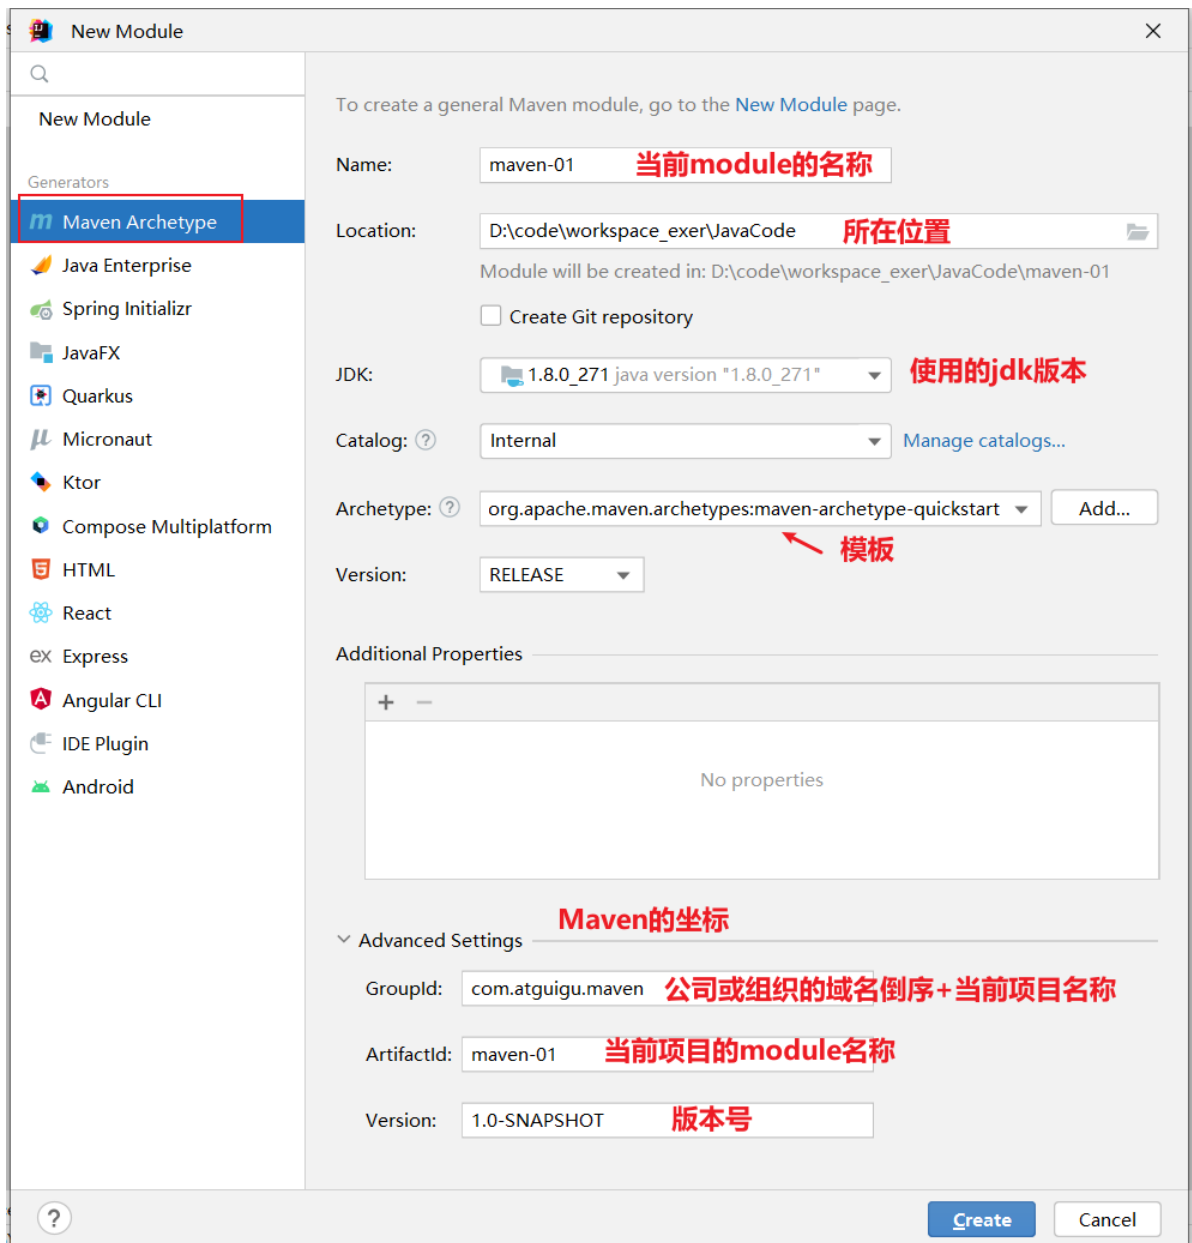 New Module
New Module
Generators
Maven Archetype
Java Enterprise
Spring Initializr
JavaFX
Quarkus
Micronaut
Ktor
Compose Multiplatform
HTML
React
ex Express
Angular CLI
IDE Plugin
Android
To create a general Maven module, go to the New Module page.
Name: maven-01 当前module的名称
Location: D:\code\workspace_exer\JavaCode 所在位置
Module will be created in: D:\code\workspace_exer\JavaCode\maven-01
Create Git repository
JDK: 1.8.0_271 java version "1.8.0_271" 使用的jdk版本
Catalog: ? Internal Manage catalogs...
Archetype: ? org.apache.maven.archetypes:maven-archetype-quickstart Add...
模板
Version: RELEASE
Additional Properties
+ −
No properties
Maven的坐标
Advanced Settings
GroupId: com.atguigu.maven 公司或组织的域名倒序+当前项目名称
ArtifactId: maven-01 当前项目的module名称
Version: 1.0-SNAPSHOT 版本号
? Create Cancel